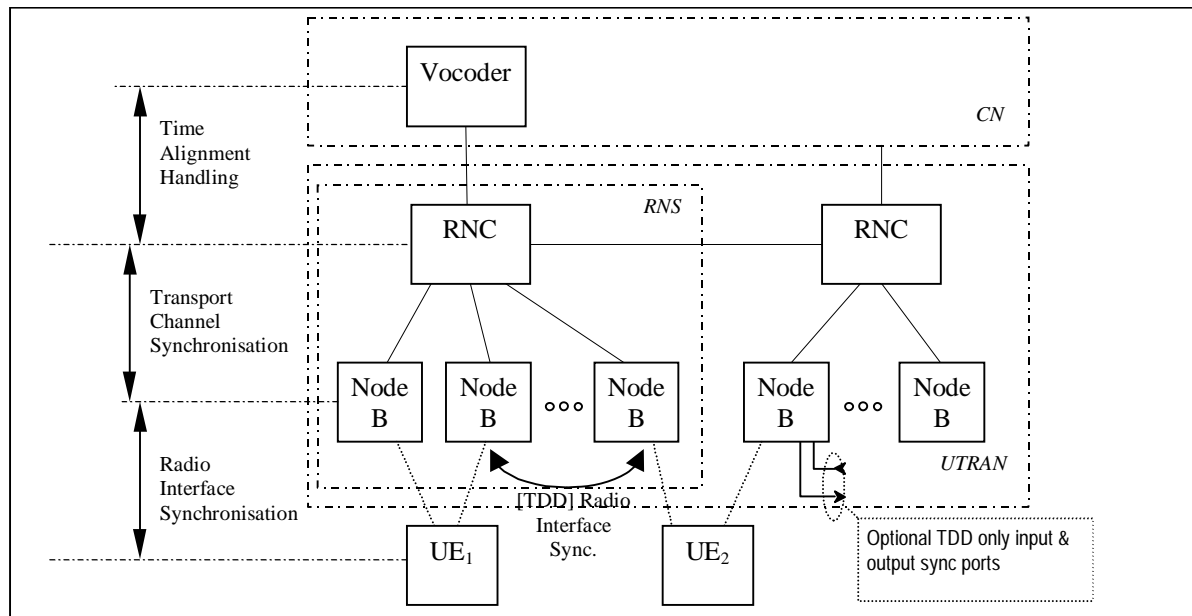 Vocoder
CN
Time
Alignment
Handling
RNS
RNC
RNC
Transport
Channel
Synchronisation
Node
B
Node
B
Node
B
Node
B
Node
B
UTRAN
Radio
Interface
Synchronisation
[TDD] Radio
Interface
Sync.
UE1
UE2
Optional TDD only input &
output sync ports